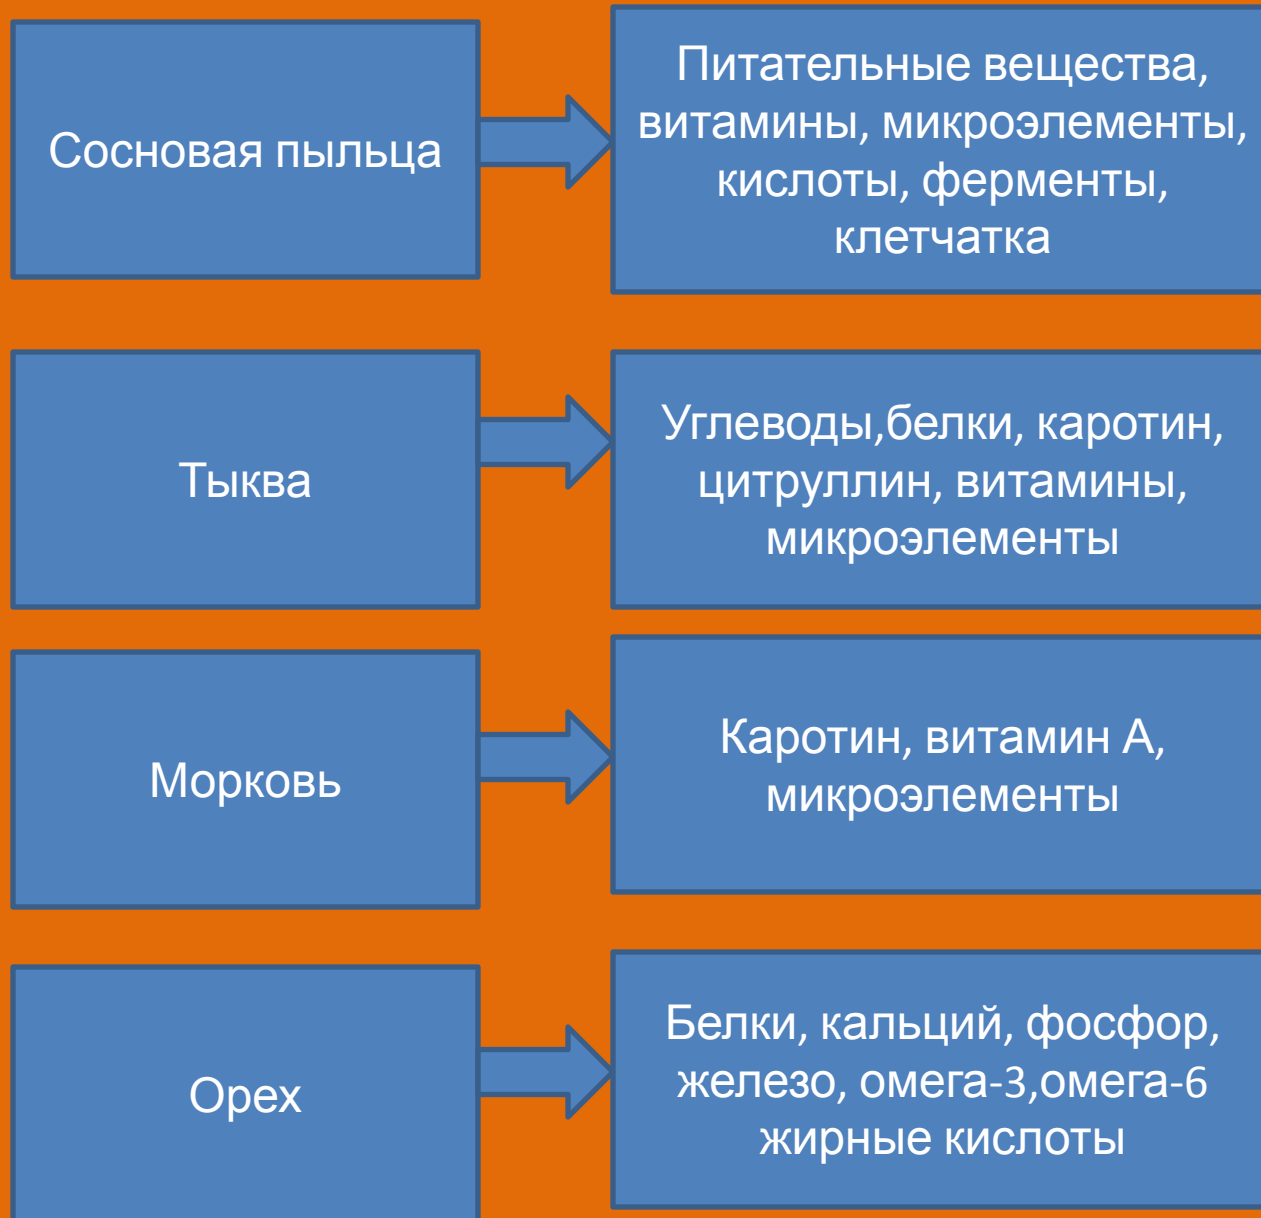 Сосновая пыльца
Питательные вещества,
витамины, микроэлементы,
кислоты, ферменты,
клетчатка
Тыква
Углеводы,белки, каротин,
цитруллин, витамины,
микроэлементы
Морковь
Каротин, витамин А,
микроэлементы
Орех
Белки, кальций, фосфор,
железо, омега-3,омега-6
жирные кислоты